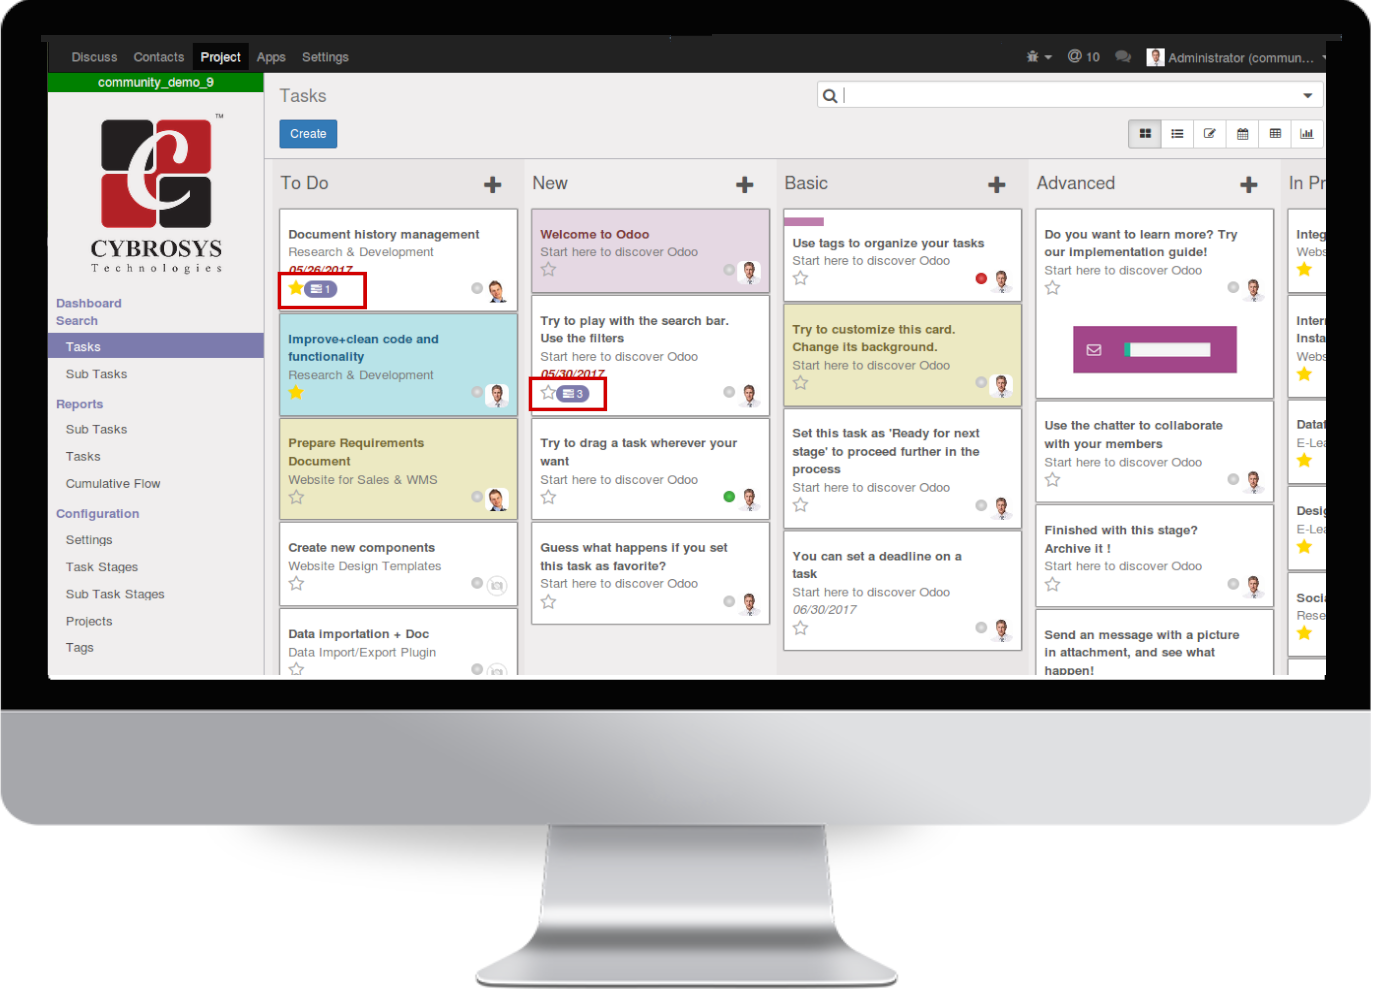 Discuss Contacts Project Apps Settings
@ 10 Administrator (commun...
community_demo_9
™
C
CYBROSYS
Technologies
Dashboard
Search
Tasks
Sub Tasks
Reports
Sub Tasks
Tasks
Cumulative Flow
Configuration
Settings
Task Stages
Sub Task Stages
Projects
Tags
Tasks
Create
To Do
Document history management
Research & Development
05/26/2017
1
Improve+clean code and
functionality
Research & Development
Prepare Requirements
Document
Website for Sales & WMS
Create new components
Website Design Templates
Data importation + Doc
Data Import/Export Plugin
New
Welcome to Odoo
Start here to discover Odoo
Try to play with the search bar.
Use the filters
Start here to discover Odoo
05/30/2017
3
Try to drag a task wherever your
want
Start here to discover Odoo
Guess what happens if you set
this task as favorite?
Start here to discover Odoo
Basic
Use tags to organize your tasks
Start here to discover Odoo
Try to customize this card.
Change its background.
Start here to discover Odoo
Set this task as 'Ready for next
stage' to proceed further in the
process
Start here to discover Odoo
You can set a deadline on a
task
Start here to discover Odoo
06/30/2017
Advanced
Do you want to learn more? Try
our implementation guide!
Start here to discover Odoo
Use the chatter to collaborate
with your members
Start here to discover Odoo
Finished with this stage?
Archive it !
Start here to discover Odoo
Send an message with a picture
in attachment, and see what
happen!
In Pr
Integ
Webs
Inter
Insta
Webs
E-Lea
Desig
E-Lea
Socia
Rese